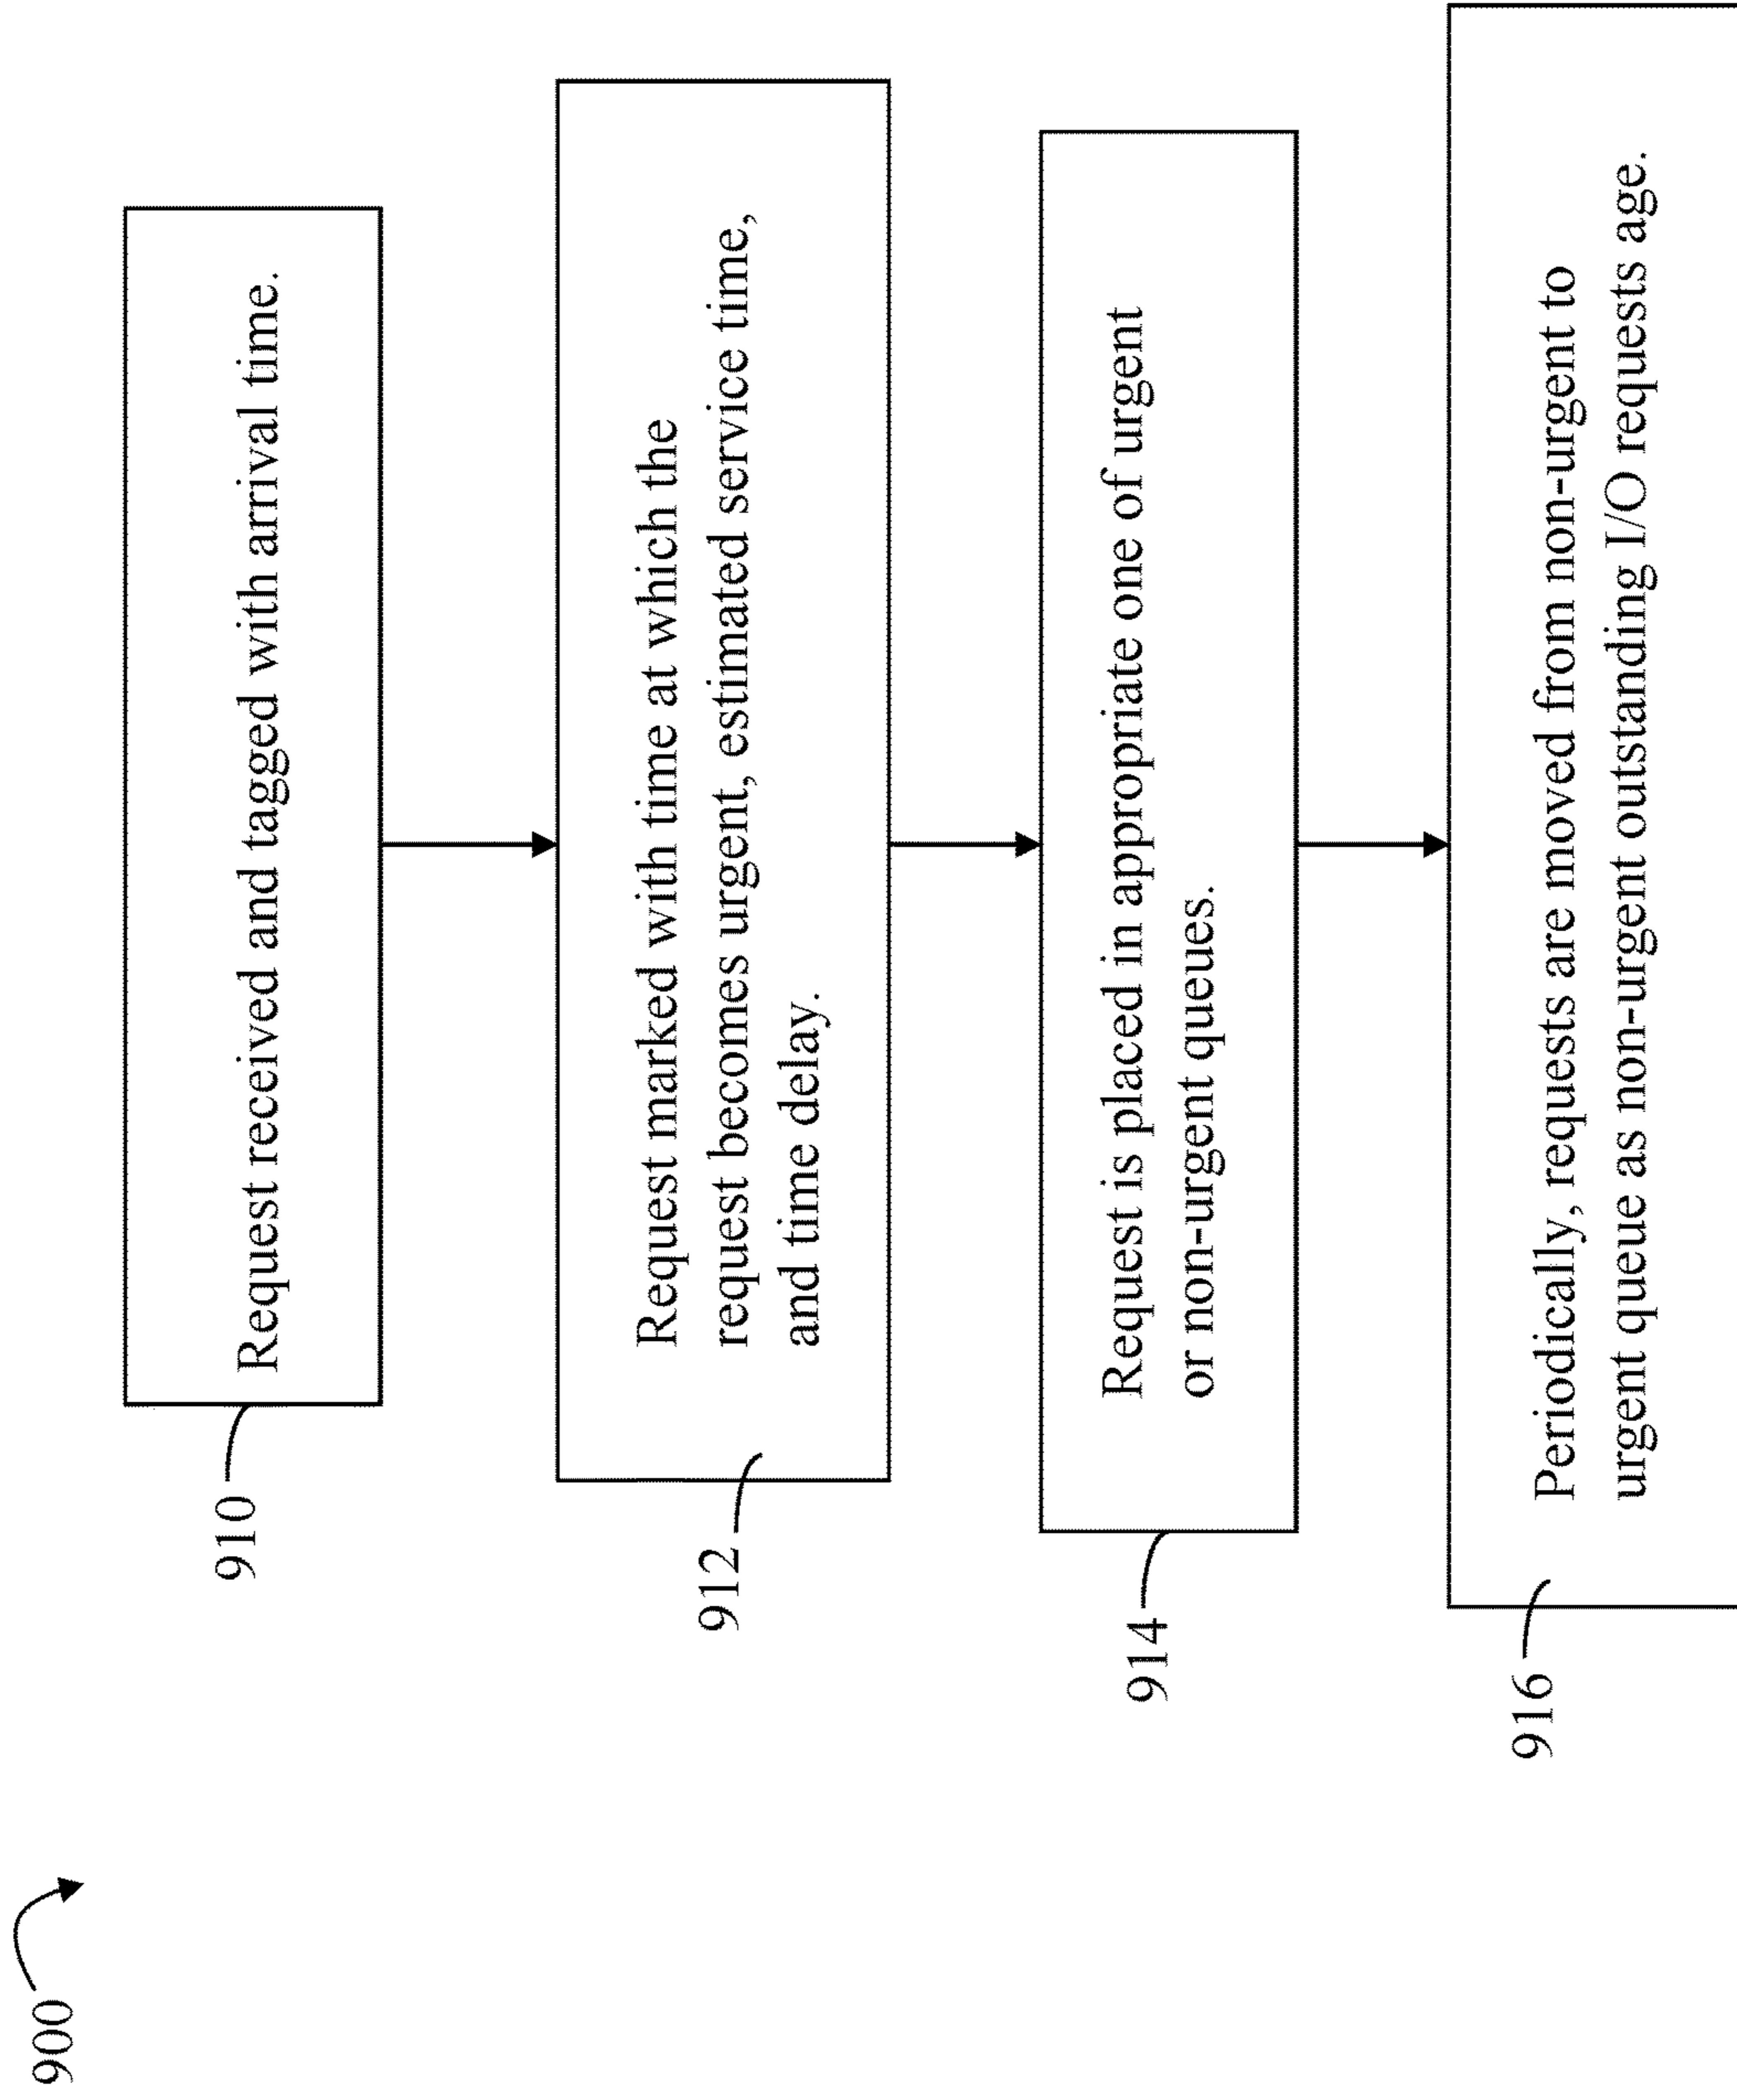 900
910
Request received and tagged with arrival time.
912
Request marked with time at which the
request becomes urgent, estimated service time,
and time delay.
914
Request is placed in appropriate one of urgent
or non-urgent queues.
916
Periodically, requests are moved from non-urgent to
urgent queue as non-urgent outstanding I/O requests age.